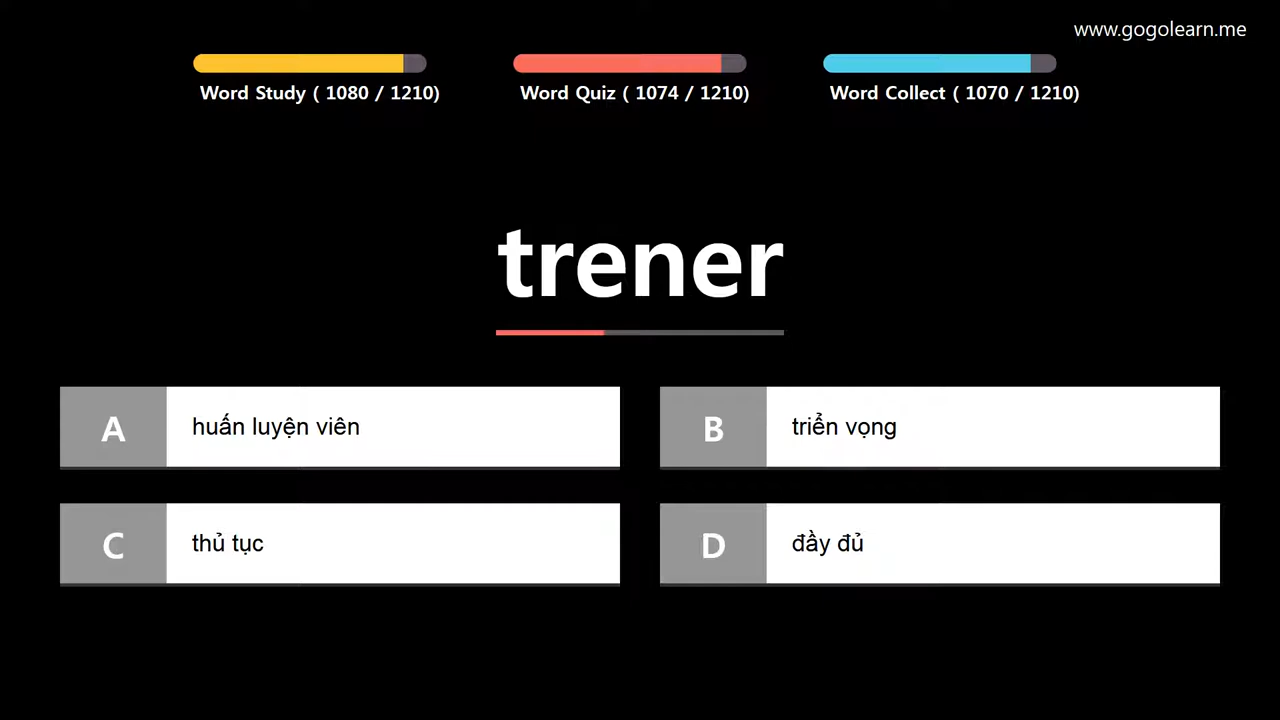 www.gogolearn.me
Word Study ( 1080 / 1210)
Word Quiz ( 1074 / 1210)
Word Collect ( 1070 / 1210)
trener
A huấn luyện viên
B triển vọng
C thủ tục
D đầy đủ